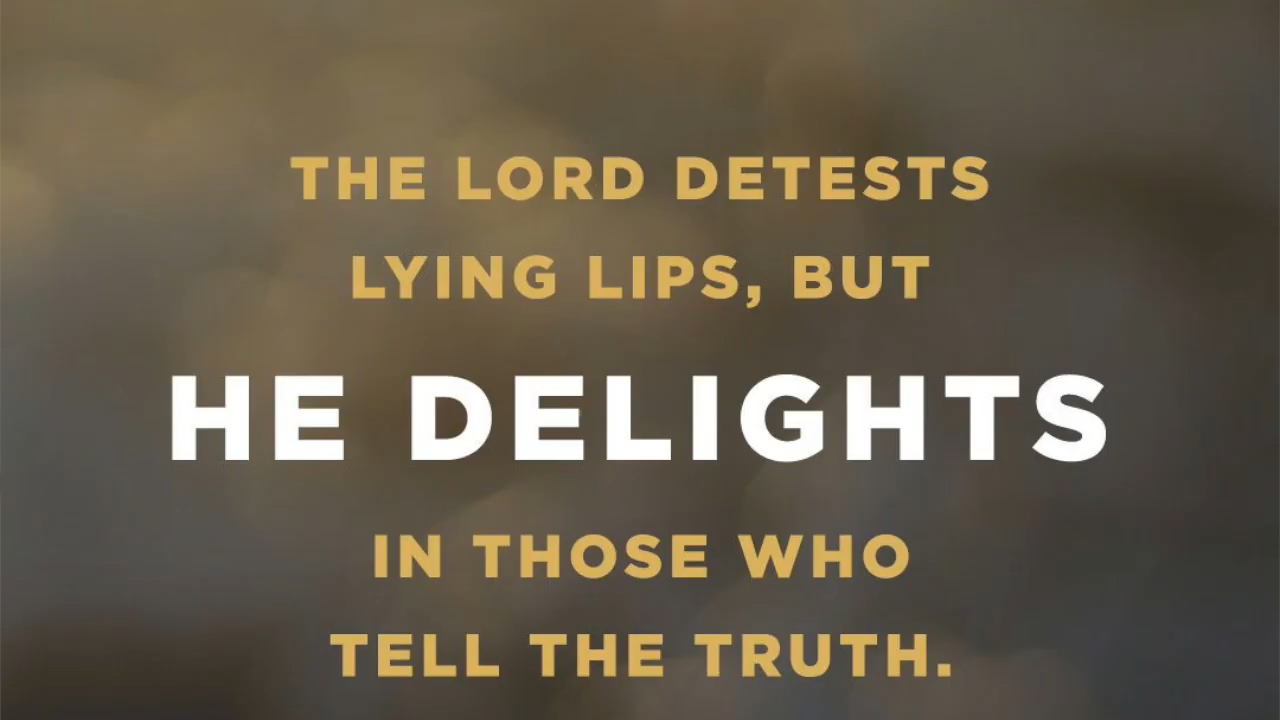 THE LORD DETESTS
LYING LIPS, BUT
HE DELIGHTS
IN THOSE WHO
TELL THE TRUTH.